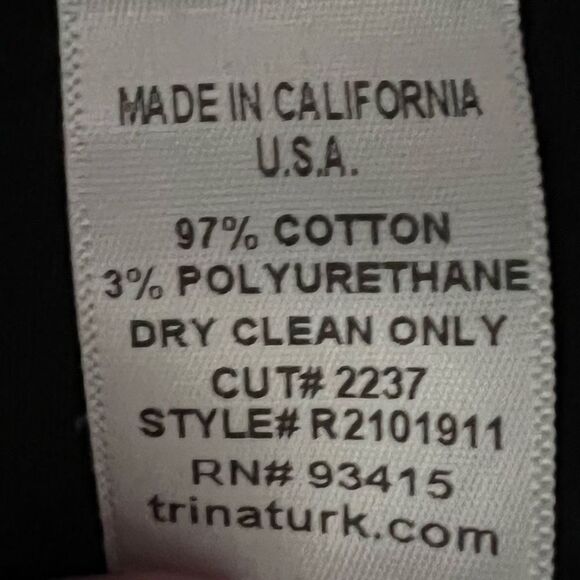 MADE IN CALIFORNIA
U.S.A.
97% COTTON
3% POLYURETHANE
DRY CLEAN ONLY
CUT# 2237
STYLE# R2101911
RN# 93415
trinaturk.com